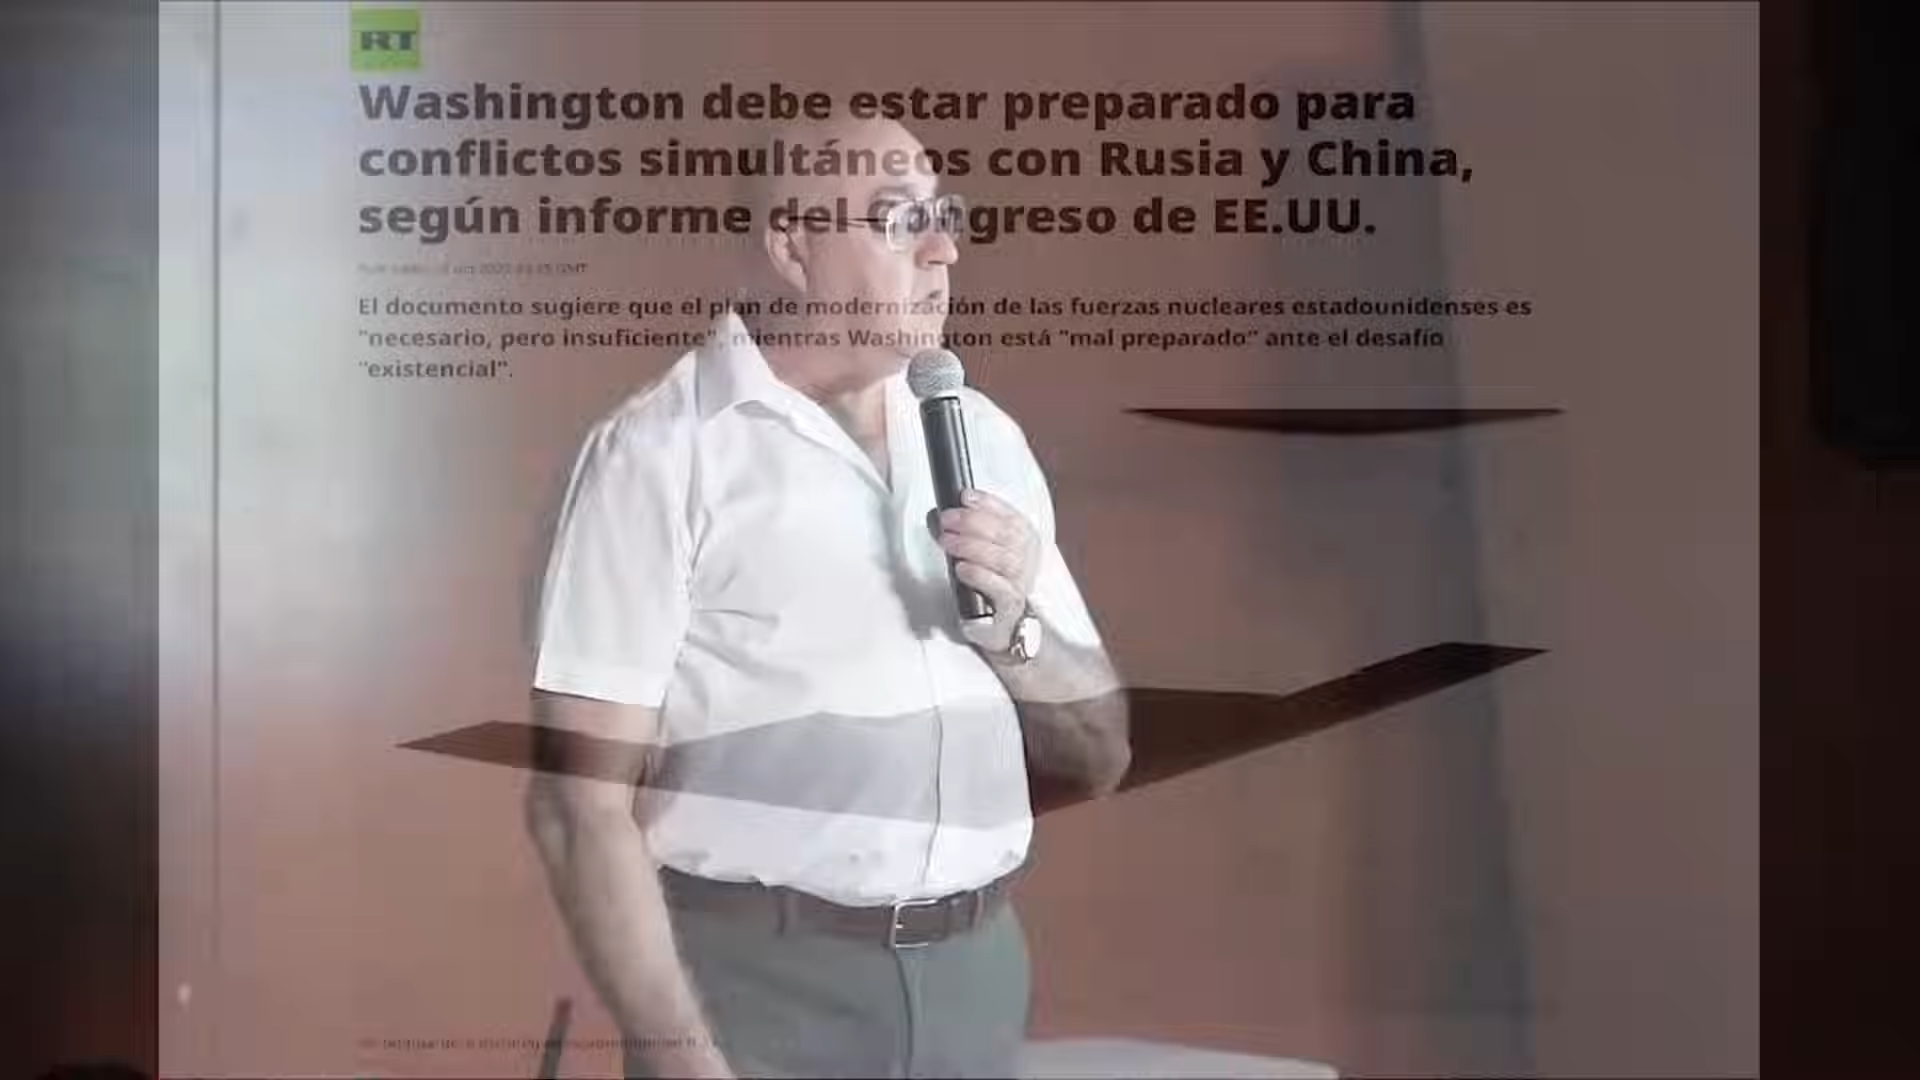 RT
Washington debe estar preparado para
conflictos simultáneos con Rusia y China,
según informe del Congreso de EE.UU.
El documento sugiere que el plan de modernización de las fuerzas nucleares estadounidenses es
"necesario, pero insuficiente", mientras Washington está "mal preparado" ante el desafío
"existencial".